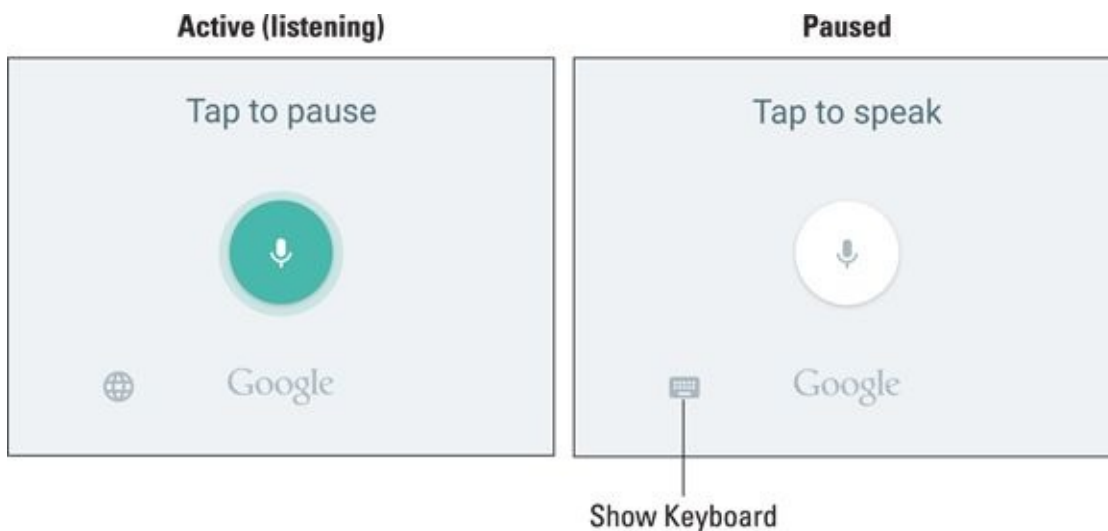 Active (listening)
Paused
Tap to pause
Tap to speak
Google
Google
Show Keyboard